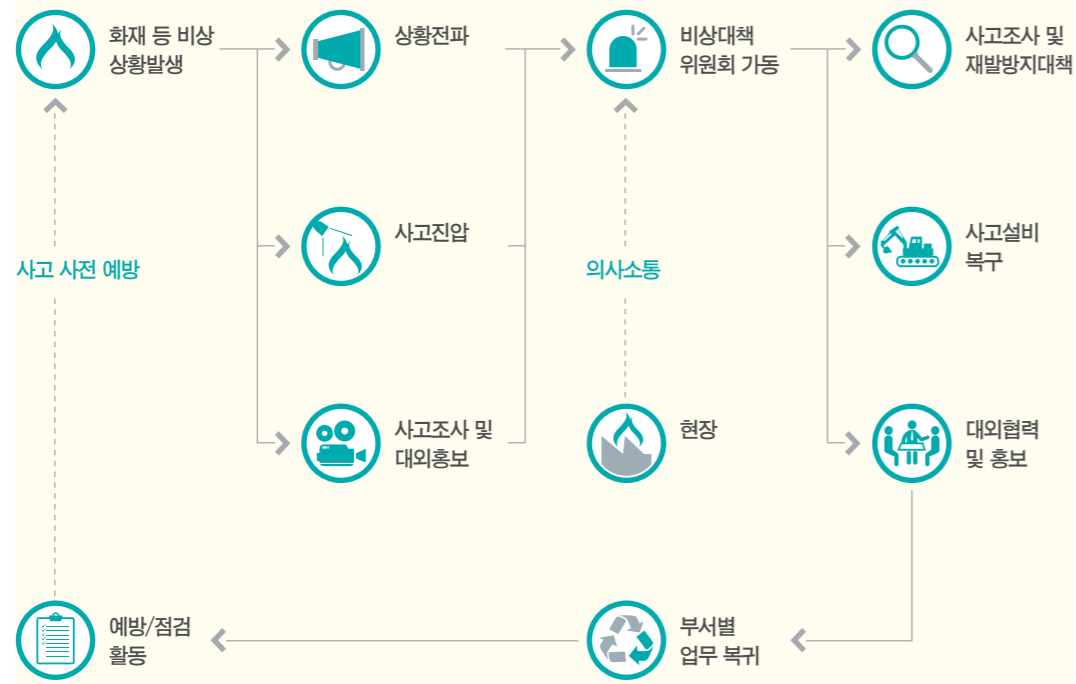 화재 등 비상
상황발생
상황전파
비상대책
위원회 가동
사고조사 및
재발방지대책
사고진압
사고설비
복구
사고 사전 예방
의사소통
사고조사 및
대외홍보
현장
대외협력
및 홍보
예방/점검
활동
부서별
업무 복귀